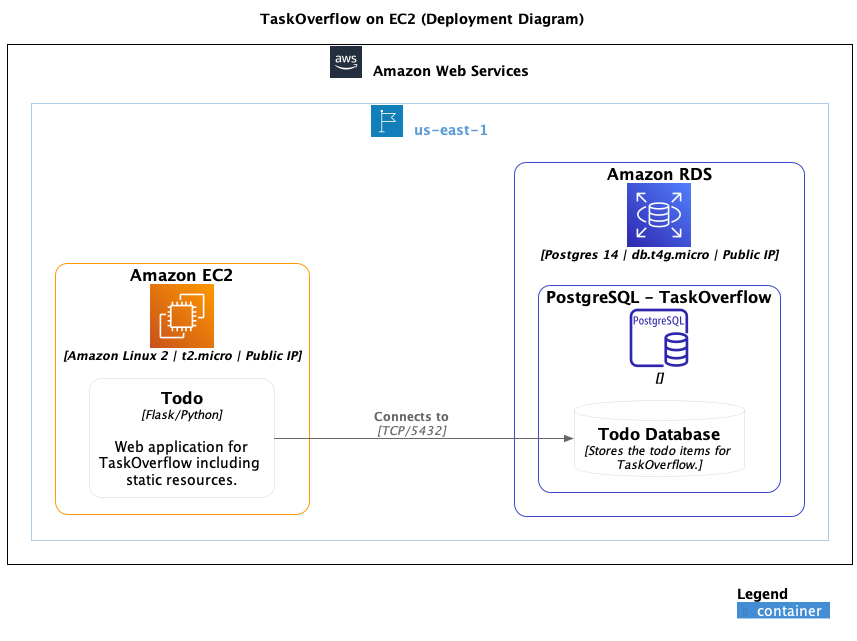 TaskOverflow on EC2 (Deployment Diagram)
aws
Amazon Web Services
us-east-1
Amazon RDS
[Postgres 14 | db.t4g.micro | Public IP]
Amazon EC2
[Amazon Linux 2 | t2.micro | Public IP]
PostgreSQL - TaskOverflow
PostgreSQL
[]
Todo
[Flask/Python]
Web application for
TaskOverflow including
static resources.
Connects to
[TCP/5432]
Todo Database
[Stores the todo items for
TaskOverflow.]
Legend
container